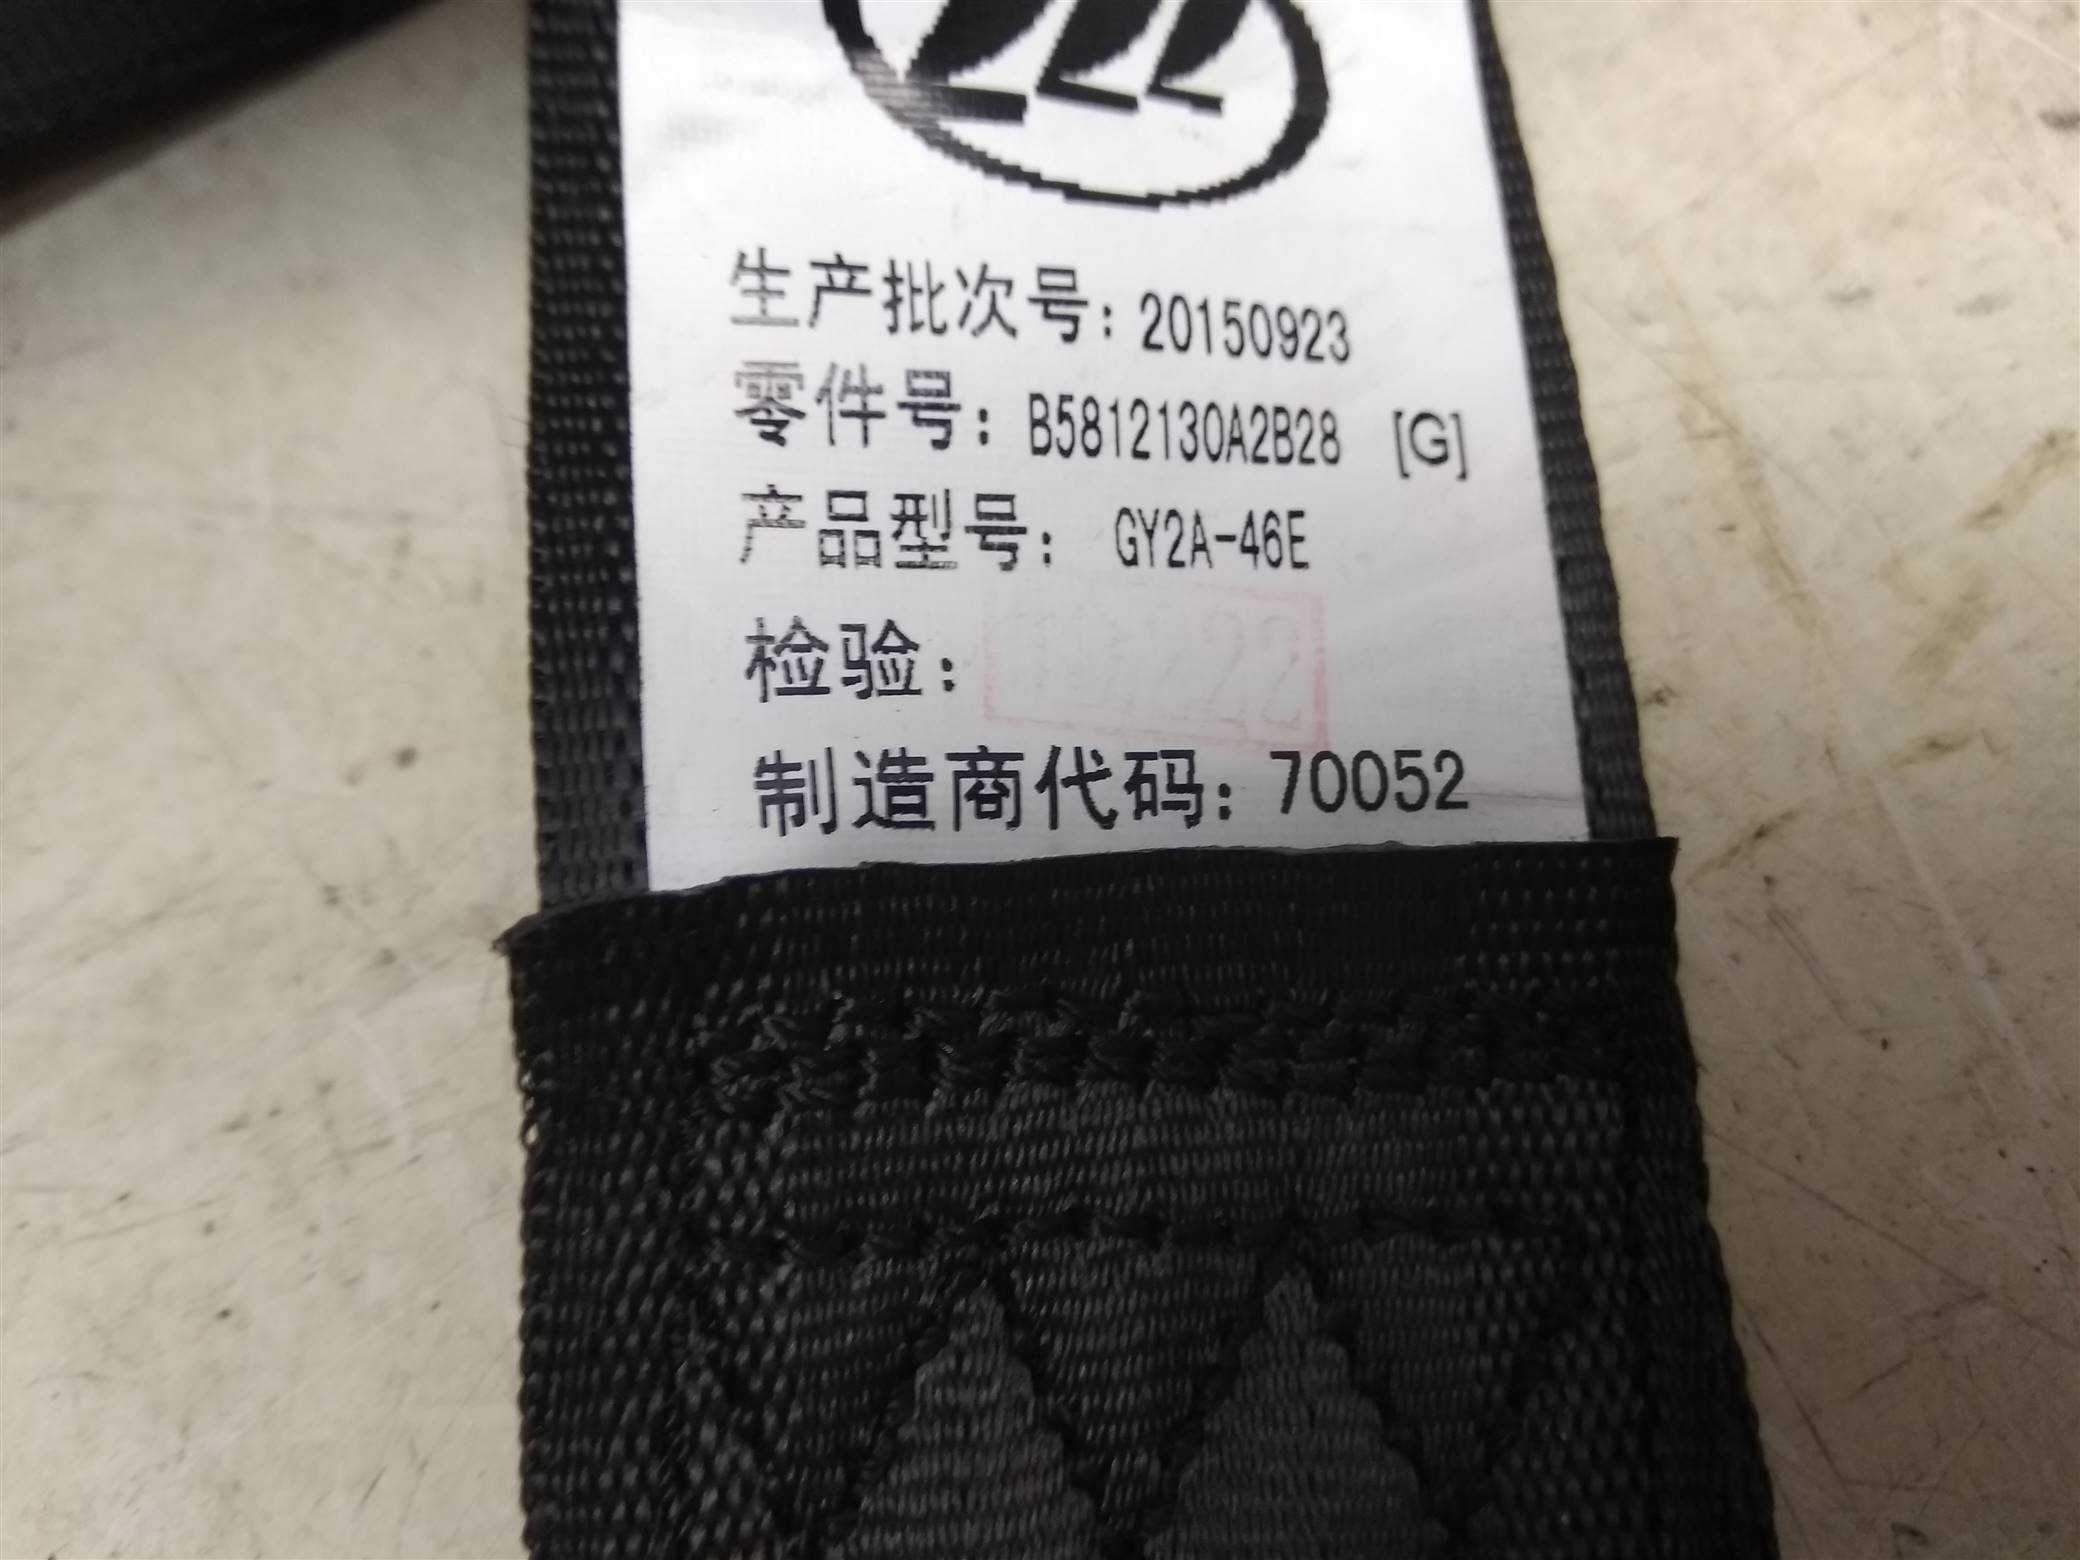 生产批次号：20150923
零件号：B5812130A2B28 [G]
产品型号： GY2A-46E
检验：
制造商代码：70052